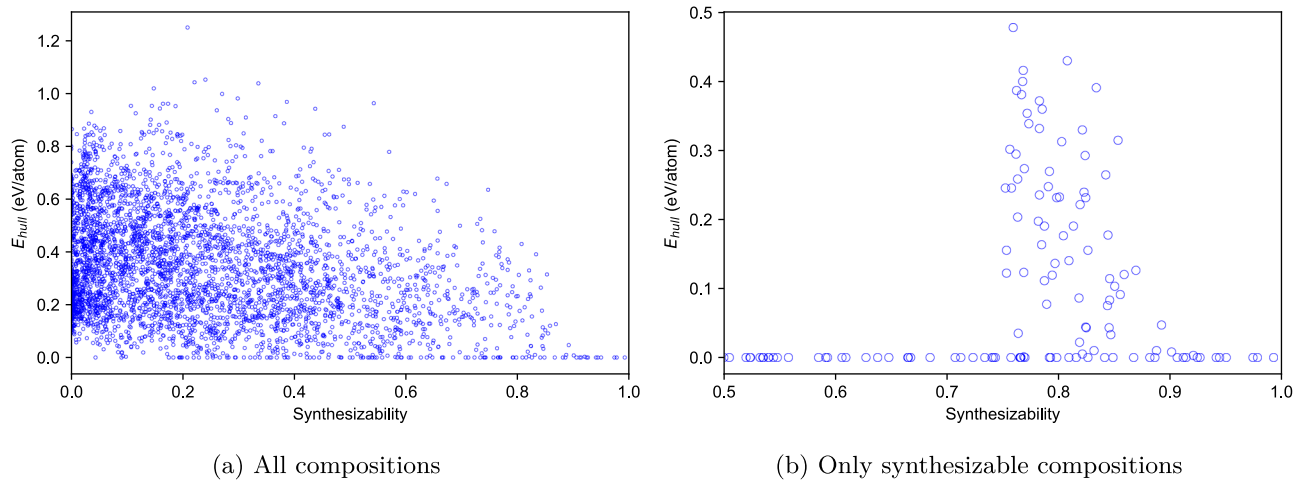 1.2
1.0
0.8
0.6
0.4
0.2
0.0
E_hull (eV/atom)
0.0 0.2 0.4 0.6 0.8 1.0
Synthesizability
(a) All compositions
0.5
0.4
0.3
0.2
0.1
0.0
E_hull (eV/atom)
0.5 0.6 0.7 0.8 0.9 1.0
Synthesizability
(b) Only synthesizable compositions